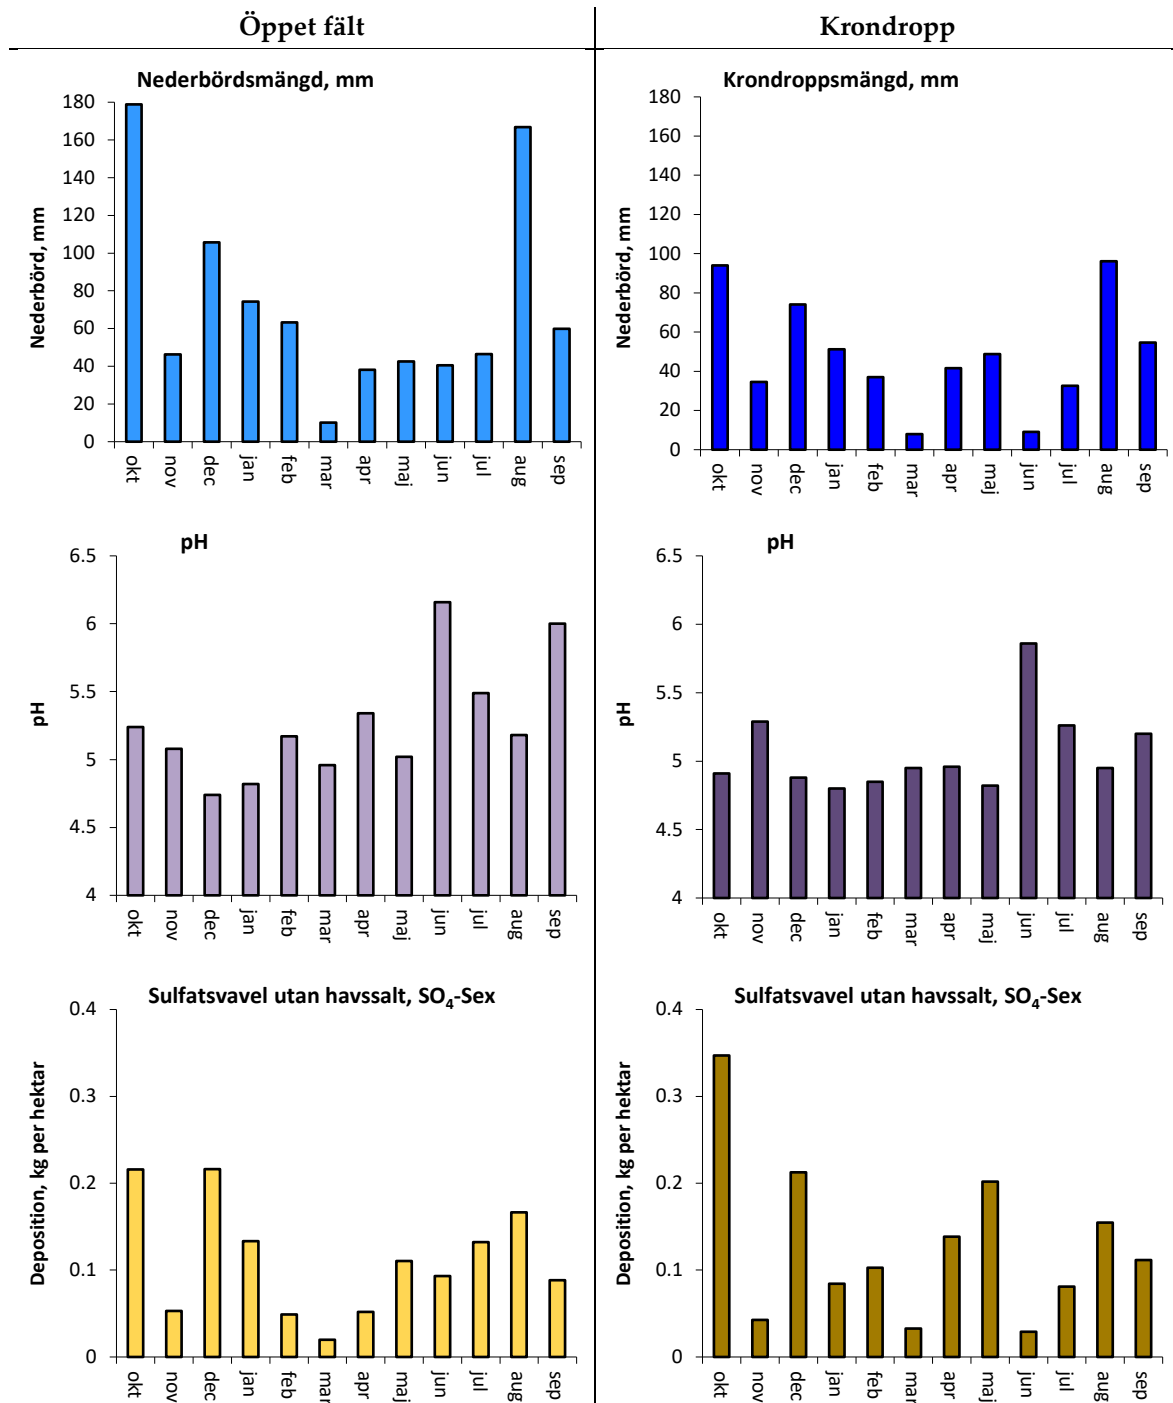 Öppet fält
Krondropp
Nederbördsmängd, mm
Nederbörd, mm
180
160
140
120
100
80
60
40
20
0
okt nov dec jan feb mar apr maj jun jul aug sep
Krondroppsmängd, mm
Nederbörd, mm
180
160
140
120
100
80
60
40
20
0
okt nov dec jan feb mar apr maj jun jul aug sep
pH
pH
6.5
6
5.5
5
4.5
4
okt nov dec jan feb mar apr maj jun jul aug sep
pH
pH
6.5
6
5.5
5
4.5
4
okt nov dec jan feb mar apr maj jun jul aug sep
Sulfatsvavel utan havssalt, SO₄-Sex
Deposition, kg per hektar
0.4
0.3
0.2
0.1
0
okt nov dec jan feb mar apr maj jun jul aug sep
Sulfatsvavel utan havssalt, SO₄-Sex
Deposition, kg per hektar
0.4
0.3
0.2
0.1
0
okt nov dec jan feb mar apr maj jun jul aug sep